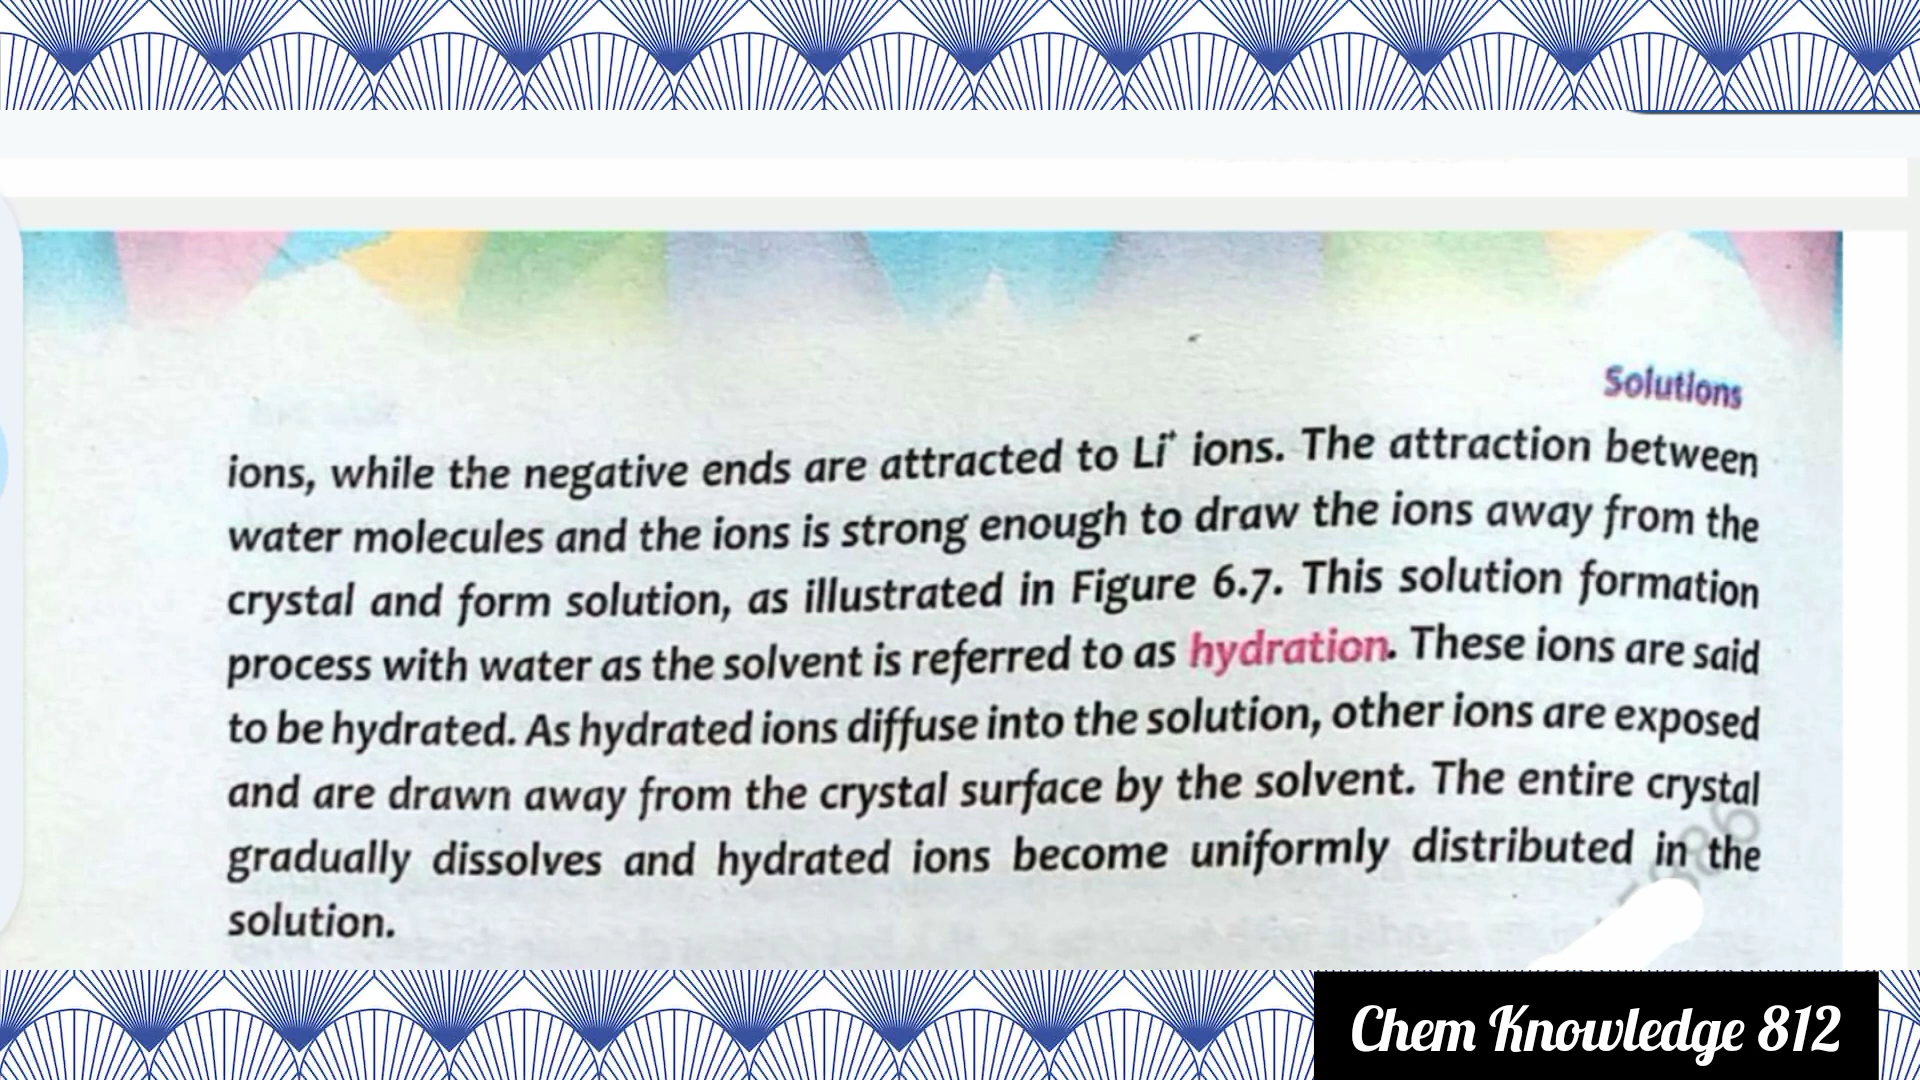 Solutions
ions, while the negative ends are attracted to Li⁺ ions. The attraction between
water molecules and the ions is strong enough to draw the ions away from the
crystal and form solution, as illustrated in Figure 6.7. This solution formation
process with water as the solvent is referred to as hydration. These ions are said
to be hydrated. As hydrated ions diffuse into the solution, other ions are exposed
and are drawn away from the crystal surface by the solvent. The entire crystal
gradually dissolves and hydrated ions become uniformly distributed in the
solution.
Chem Knowledge 812